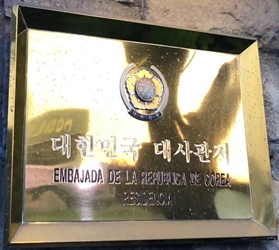 대한민국 대사관저
EMBAJADA DE LA REPUBLICA DE COREA
RESIDENCIA